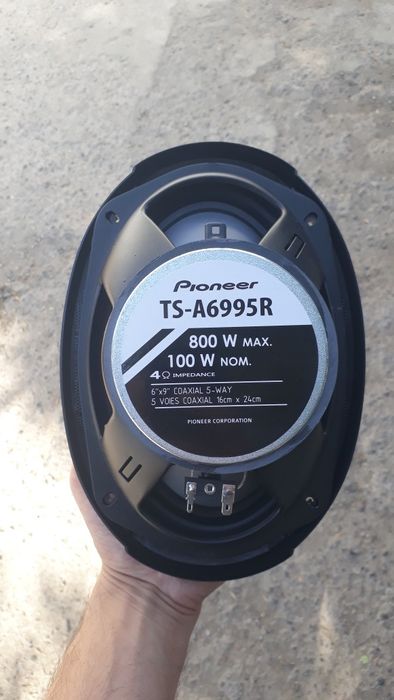 Pioneer
TS-A6995R
800 W MAX.
100 W NOM.
4Ω IMPEDANCE
6"x9" COAXIAL 5-WAY
5 VOIES COAXIAL 16cm x 24cm
PIONEER CORPORATION